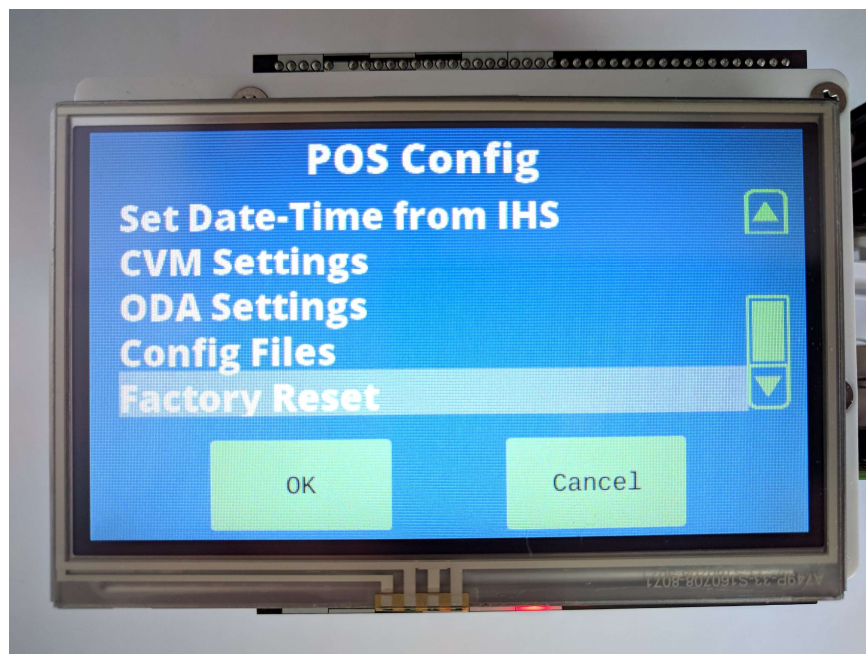 POS Config
Set Date-Time from IHS
CVM Settings
ODA Settings
Config Files
Factory Reset
OK
Cancel